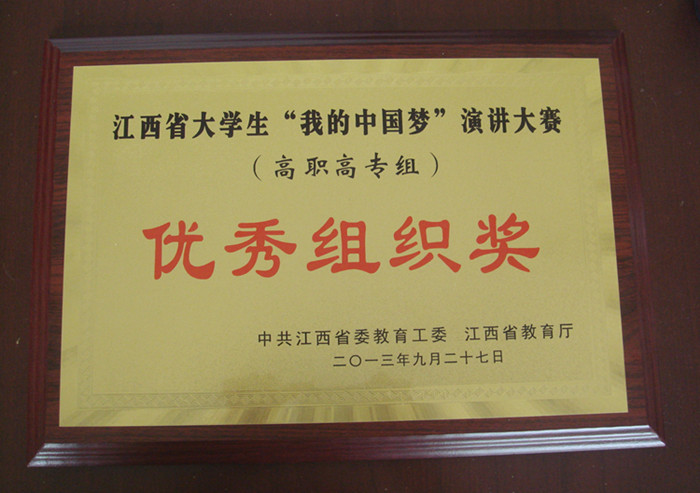 江西省大学生“我的中国梦”演讲大赛
（高职高专组）
优秀组织奖
中共江西省委教育工委 江西省教育厅
二〇一三年九月二十七日